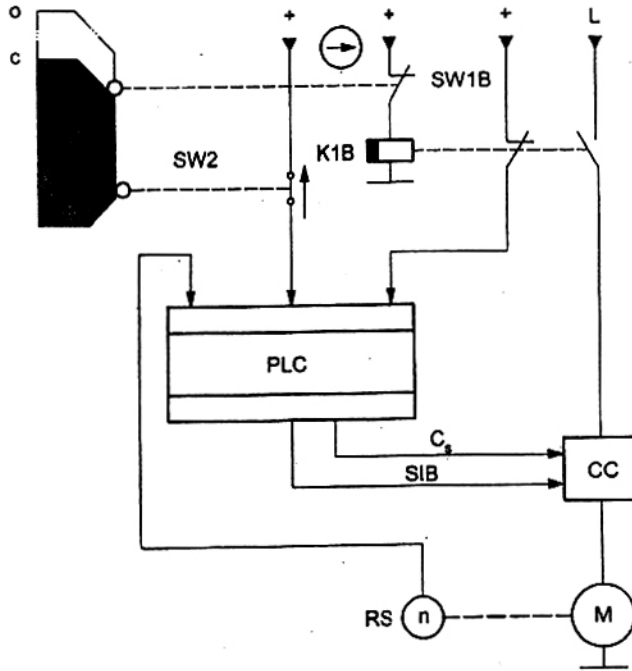 O + + + L
C
SW1B
K1B
SW2
PLC
Cs
SIB
CC
RS n M